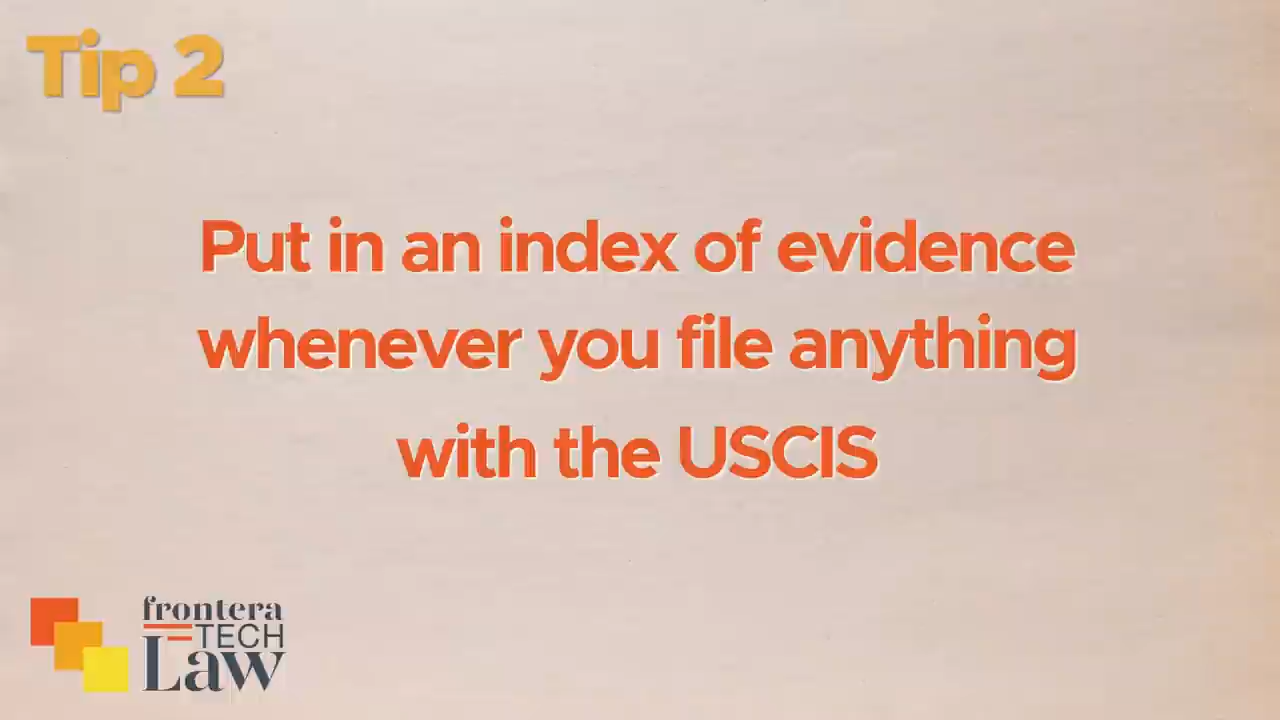 Tip 2
Put in an index of evidence
whenever you file anything
with the USCIS
frontera
TECH
Law